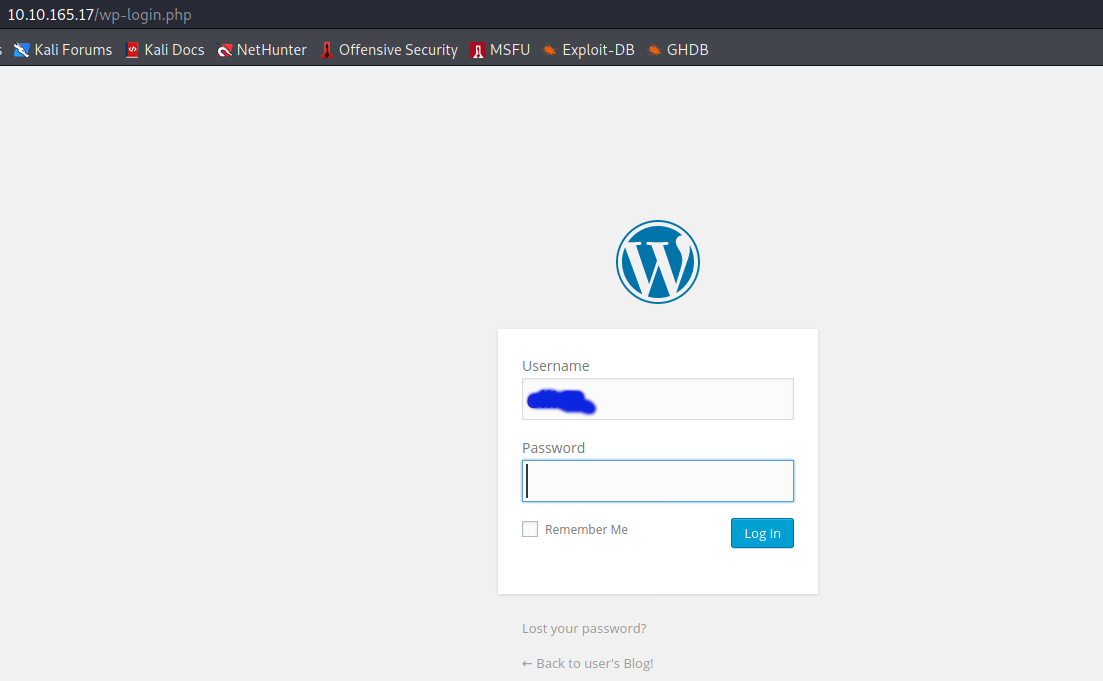 10.10.165.17/wp-login.php
s Kali Forums Kali Docs NetHunter Offensive Security MSFU Exploit-DB GHDB
Username
Password
Remember Me Log In
Lost your password?
← Back to user's Blog!